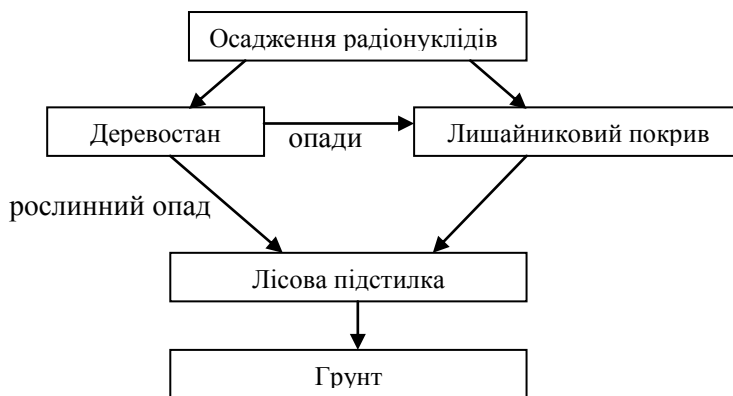 Осадження радіонуклідів
Деревостан
опади
Лишайниковий покрив
рослинний опад
Лісова підстилка
Грунт